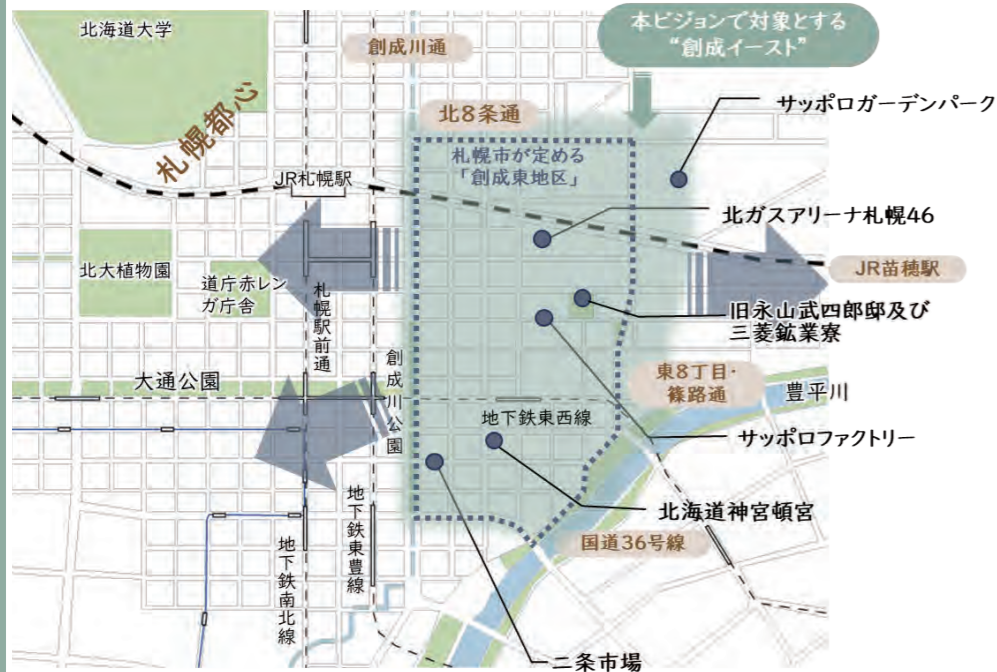 本ビジョンで対象とする
“創成イースト”
北海道大学
創成川通
札幌都心
北8条通
サッポロガーデンパーク
札幌市が定める
「創成東地区」
JR札幌駅
北ガスアリーナ札幌46
北大植物園
道庁赤レン
ガ庁舎
札幌駅前通
JR苗穂駅
旧永山武四郎邸及び
三菱鉱業寮
創成川公園
東8丁目・
篠路通
大通公園
豊平川
地下鉄東西線
サッポロファクトリー
地下鉄東豊線
北海道神宮頓宮
国道36号線
地下鉄南北線
二条市場